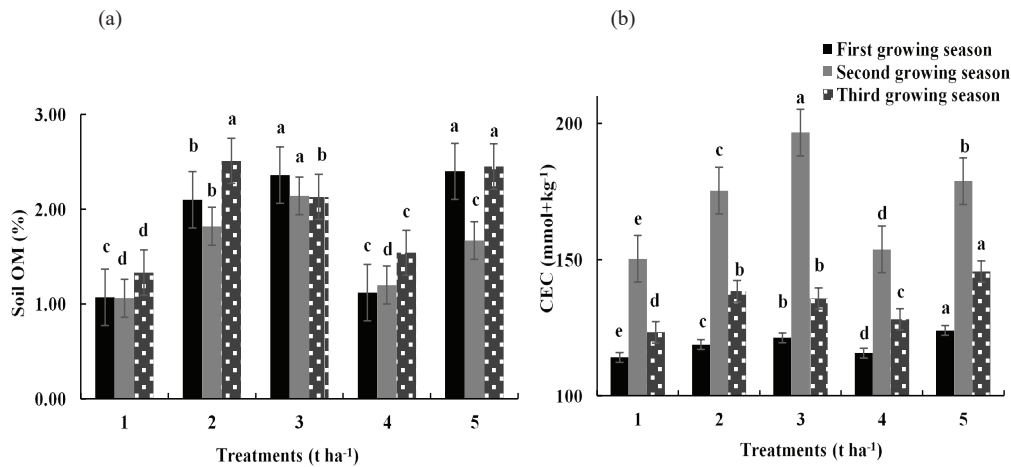 (a)
(b)
First growing season
Second growing season
Third growing season
Soil OM (%)
3.00
2.00
1.00
0.00
c c d
b b a
a a b
c d c
a c a
1 2 3 4 5
Treatments (t ha⁻¹)
CEC (mmol+kg⁻¹)
200
150
100
e e d
c c b
b a b
d d c
a b a
1 2 3 4 5
Treatments (t ha⁻¹)